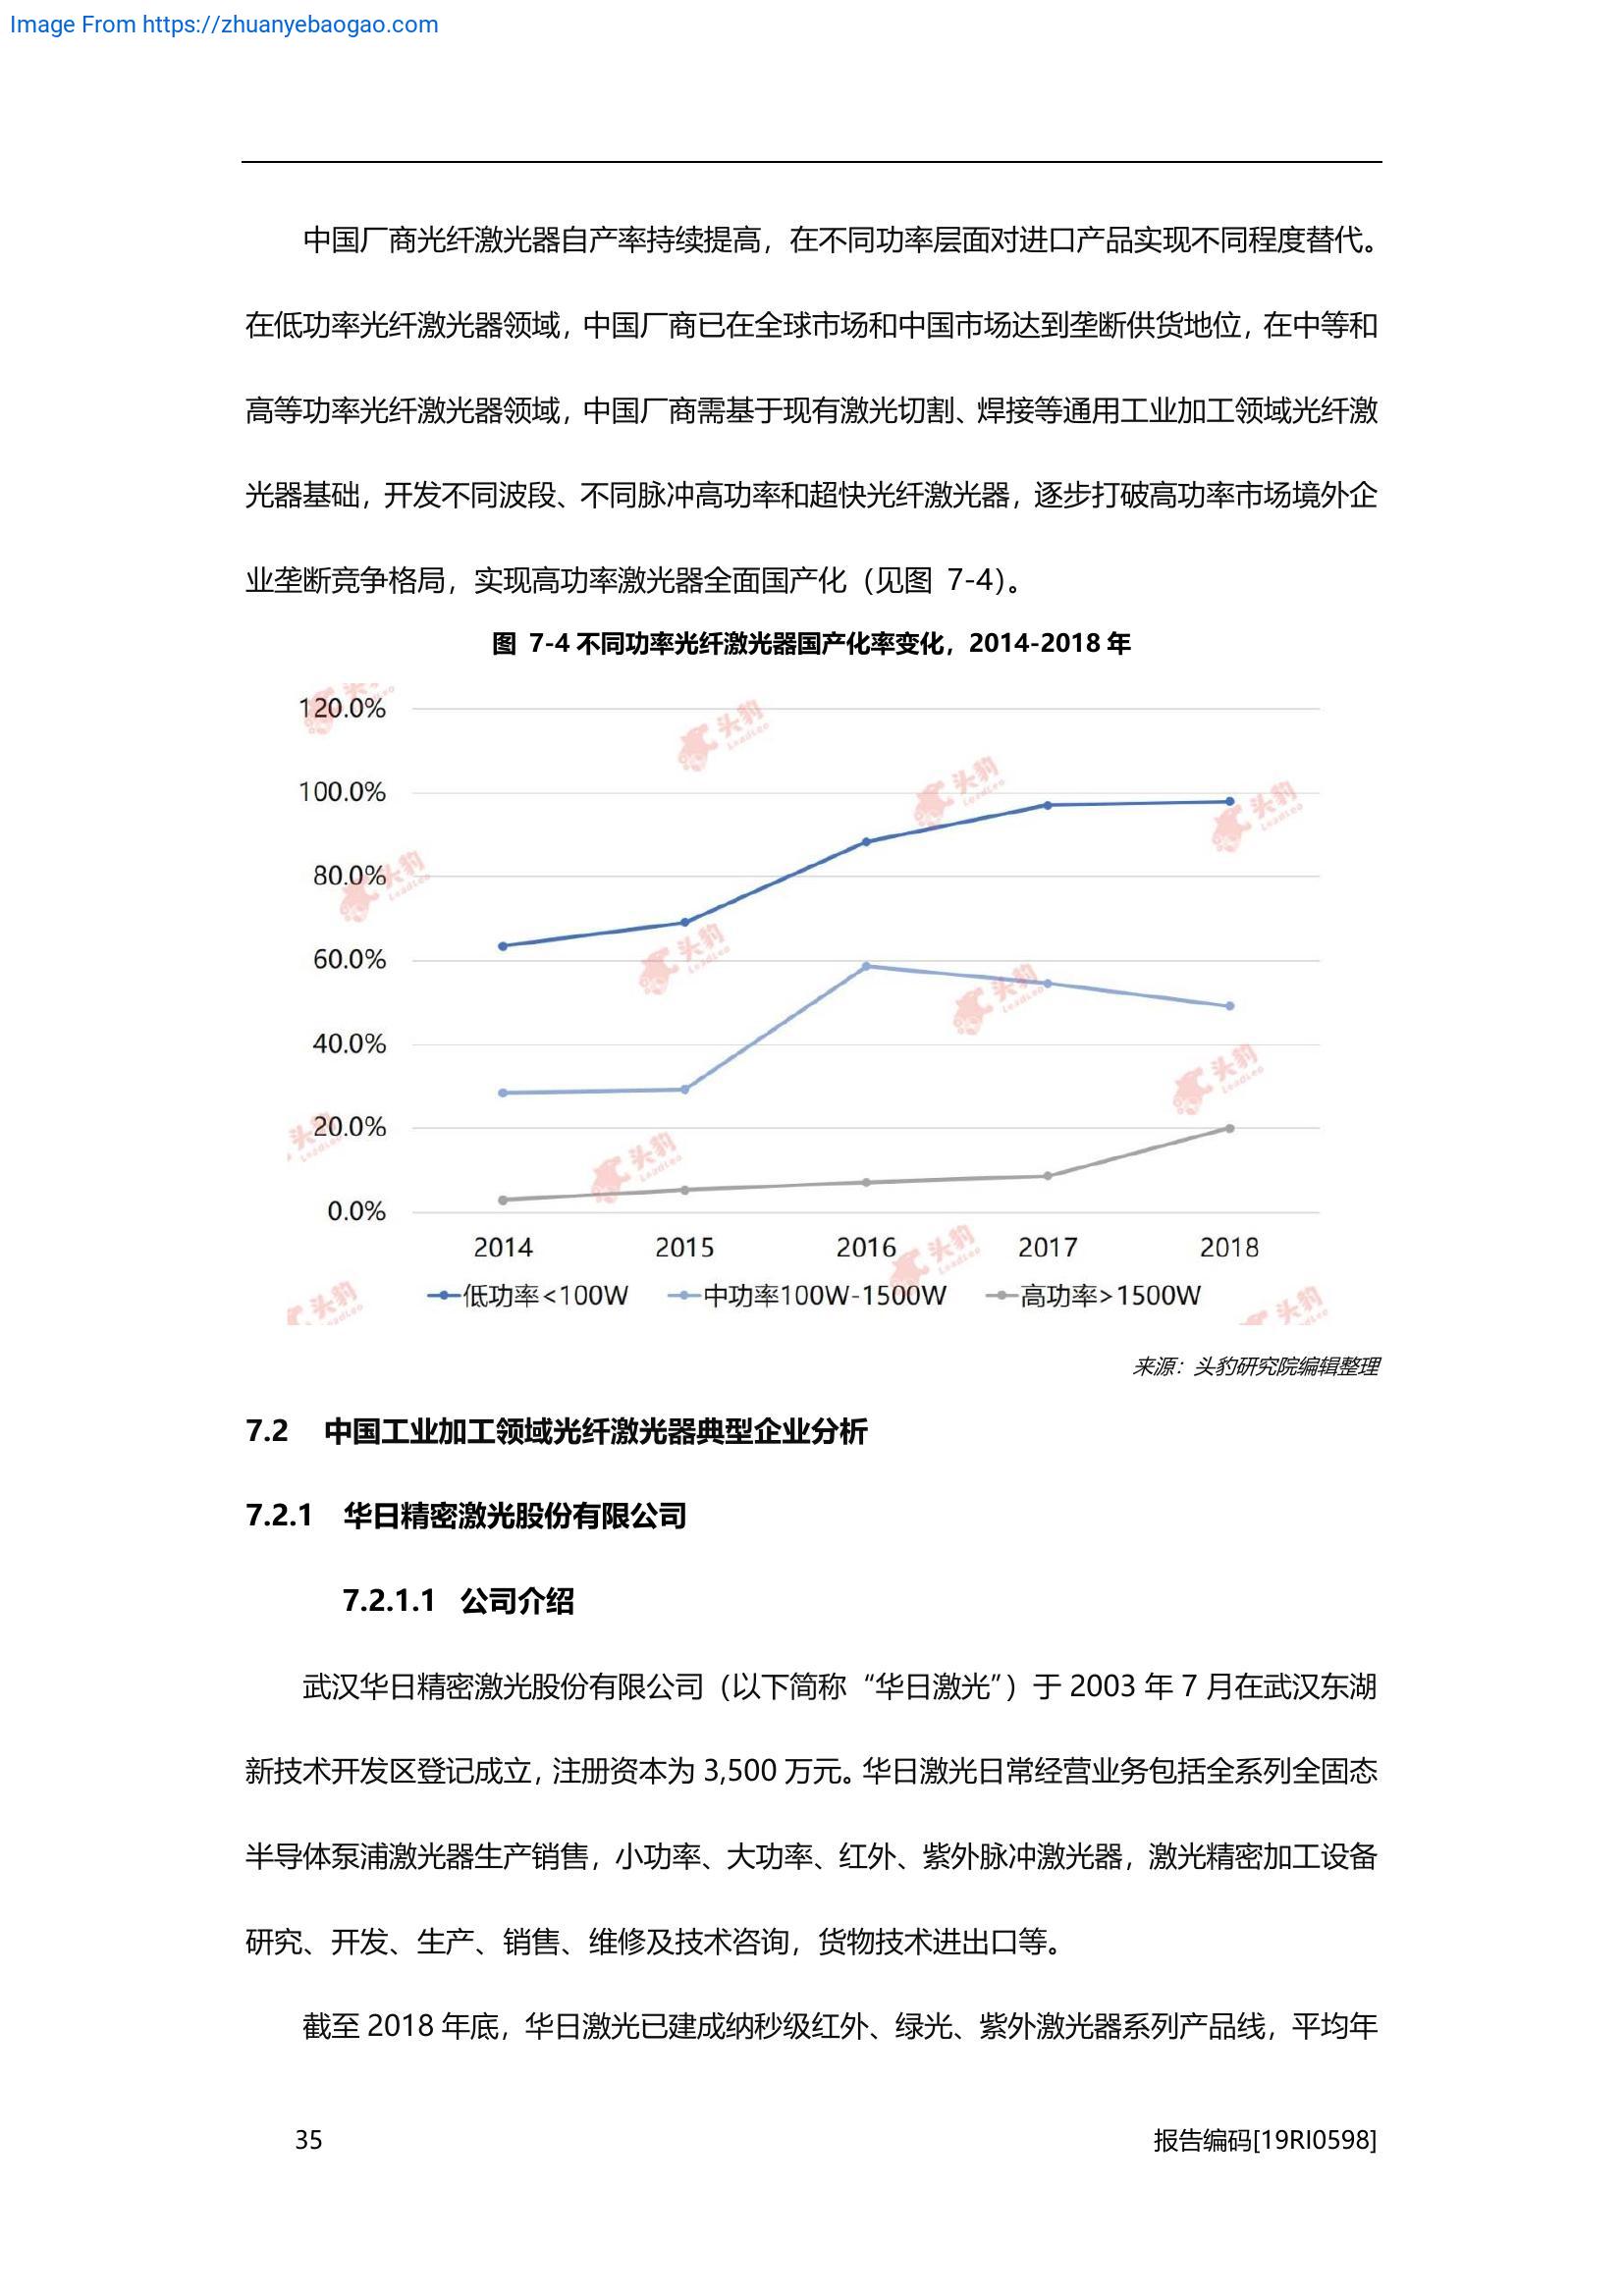 Image From https://zhuanyebaogao.com
中国厂商光纤激光器自产率持续提高，在不同功率层面对进口产品实现不同程度替代。
在低功率光纤激光器领域，中国厂商已在全球市场和中国市场达到垄断供货地位，在中等和
高等功率光纤激光器领域，中国厂商需基于现有激光切割、焊接等通用工业加工领域光纤激
光器基础，开发不同波段、不同脉冲高功率和超快光纤激光器，逐步打破高功率市场境外企
业垄断竞争格局，实现高功率激光器全面国产化（见图 7-4）。
图 7-4 不同功率光纤激光器国产化率变化，2014-2018 年
120.0%
100.0%
80.0%
60.0%
40.0%
20.0%
0.0%
2014 2015 2016 2017 2018
低功率<100W 中功率100W-1500W 高功率>1500W
头豹 LeadLeo
来源：头豹研究院编辑整理
7.2 中国工业加工领域光纤激光器典型企业分析
7.2.1 华日精密激光股份有限公司
7.2.1.1 公司介绍
武汉华日精密激光股份有限公司（以下简称“华日激光”）于 2003 年 7 月在武汉东湖
新技术开发区登记成立，注册资本为 3,500 万元。华日激光日常经营业务包括全系列全固态
半导体泵浦激光器生产销售，小功率、大功率、红外、紫外脉冲激光器，激光精密加工设备
研究、开发、生产、销售、维修及技术咨询，货物技术进出口等。
截至 2018 年底，华日激光已建成纳秒级红外、绿光、紫外激光器系列产品线，平均年
35 报告编码[19RI0598]